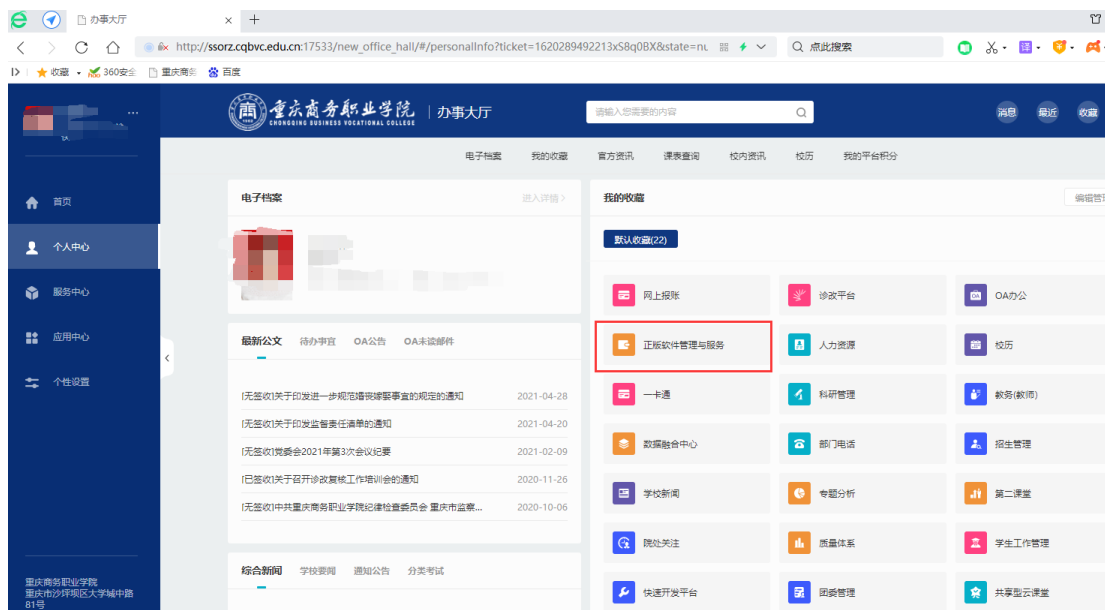 办事大厅
http://ssorz.cqbvc.edu.cn:17533/new_office_hall/#/personalInfo?ticket=1620289492213xS8q0BX&state=nu
点此搜索
收藏 360安全 重庆商务 百度
重庆商务职业学院 办事大厅
CHONGQING BUSINESS VOCATIONAL COLLEGE
请输入您需要的内容
消息 最近 收藏
电子档案 我的收藏 官方资讯 课表查询 校内资讯 校历 我的平台积分
首页
个人中心
服务中心
应用中心
个性设置
重庆商务职业学院
重庆市沙坪坝区大学城中路
81号
电子档案 进入详情>
最新公文 待办事宜 OA公告 OA未读邮件
[无签收]关于印发进一步规范婚丧嫁娶事宜的规定的通知 2021-04-28
[无签收]关于印发监督责任清单的通知 2021-04-20
[无签收]党委会2021年第3次会议纪要 2021-02-09
[已签收]关于召开诊改复核工作培训会的通知 2020-11-26
[无签收]中共重庆商务职业学院纪律检查委员会 重庆市监察... 2020-10-06
综合新闻 学校要闻 通知公告 分类考试
我的收藏 编辑管理
默认收藏(22)
网上报账 诊改平台 OA办公
正版软件管理与服务 人力资源 校历
一卡通 科研管理 教务(教师)
数据融合中心 部门电话 招生管理
学校新闻 专题分析 第二课堂
院处关注 质量体系 学生工作管理
快速开发平台 团委管理 共享型云课堂